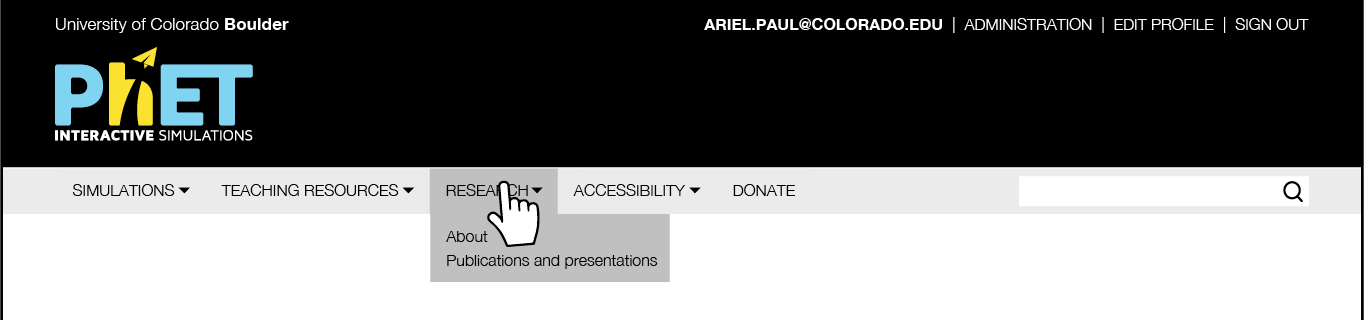 University of Colorado Boulder
ARIEL.PAUL@COLORADO.EDU | ADMINISTRATION | EDIT PROFILE | SIGN OUT
PhET
INTERACTIVE SIMULATIONS
SIMULATIONS TEACHING RESOURCES RESEARCH ACCESSIBILITY DONATE
About
Publications and presentations